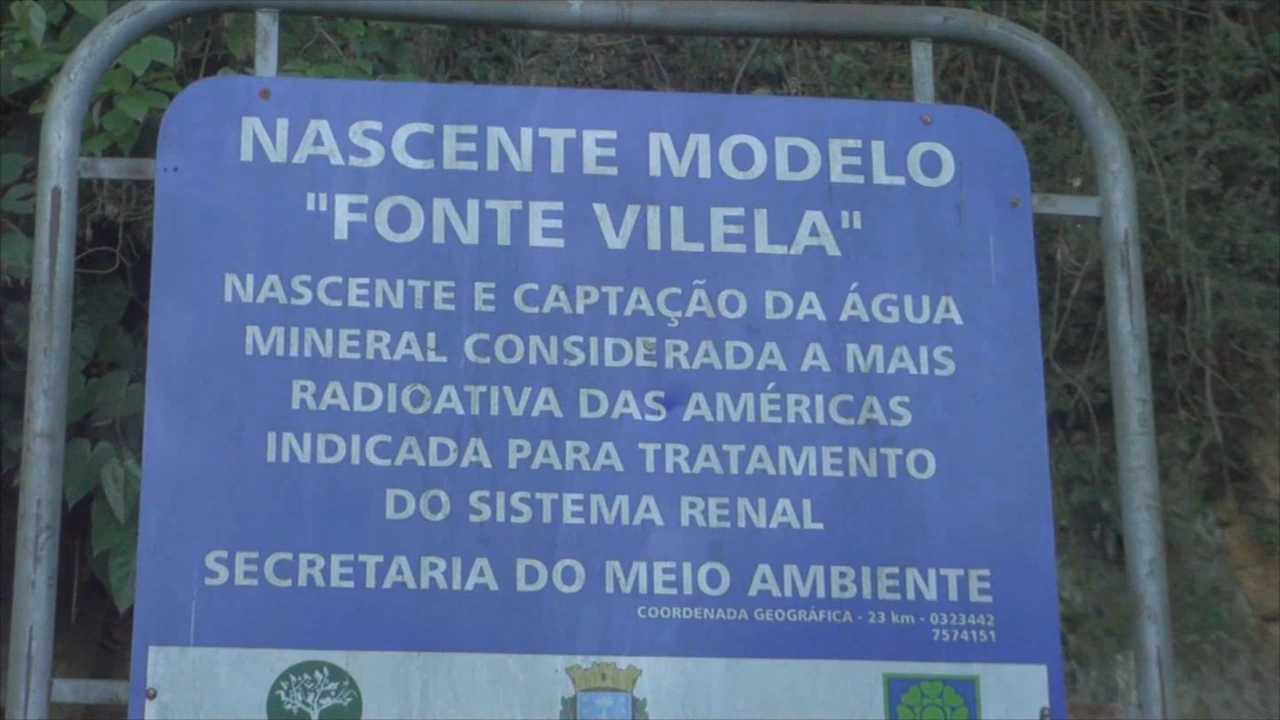 NASCENTE MODELO
"FONTE VILELA"
NASCENTE E CAPTAÇÃO DA ÁGUA
MINERAL CONSIDERADA A MAIS
RADIOATIVA DAS AMÉRICAS
INDICADA PARA TRATAMENTO
DO SISTEMA RENAL
SECRETARIA DO MEIO AMBIENTE
COORDENADA GEOGRÁFICA - 23 km - 0323442
7574151